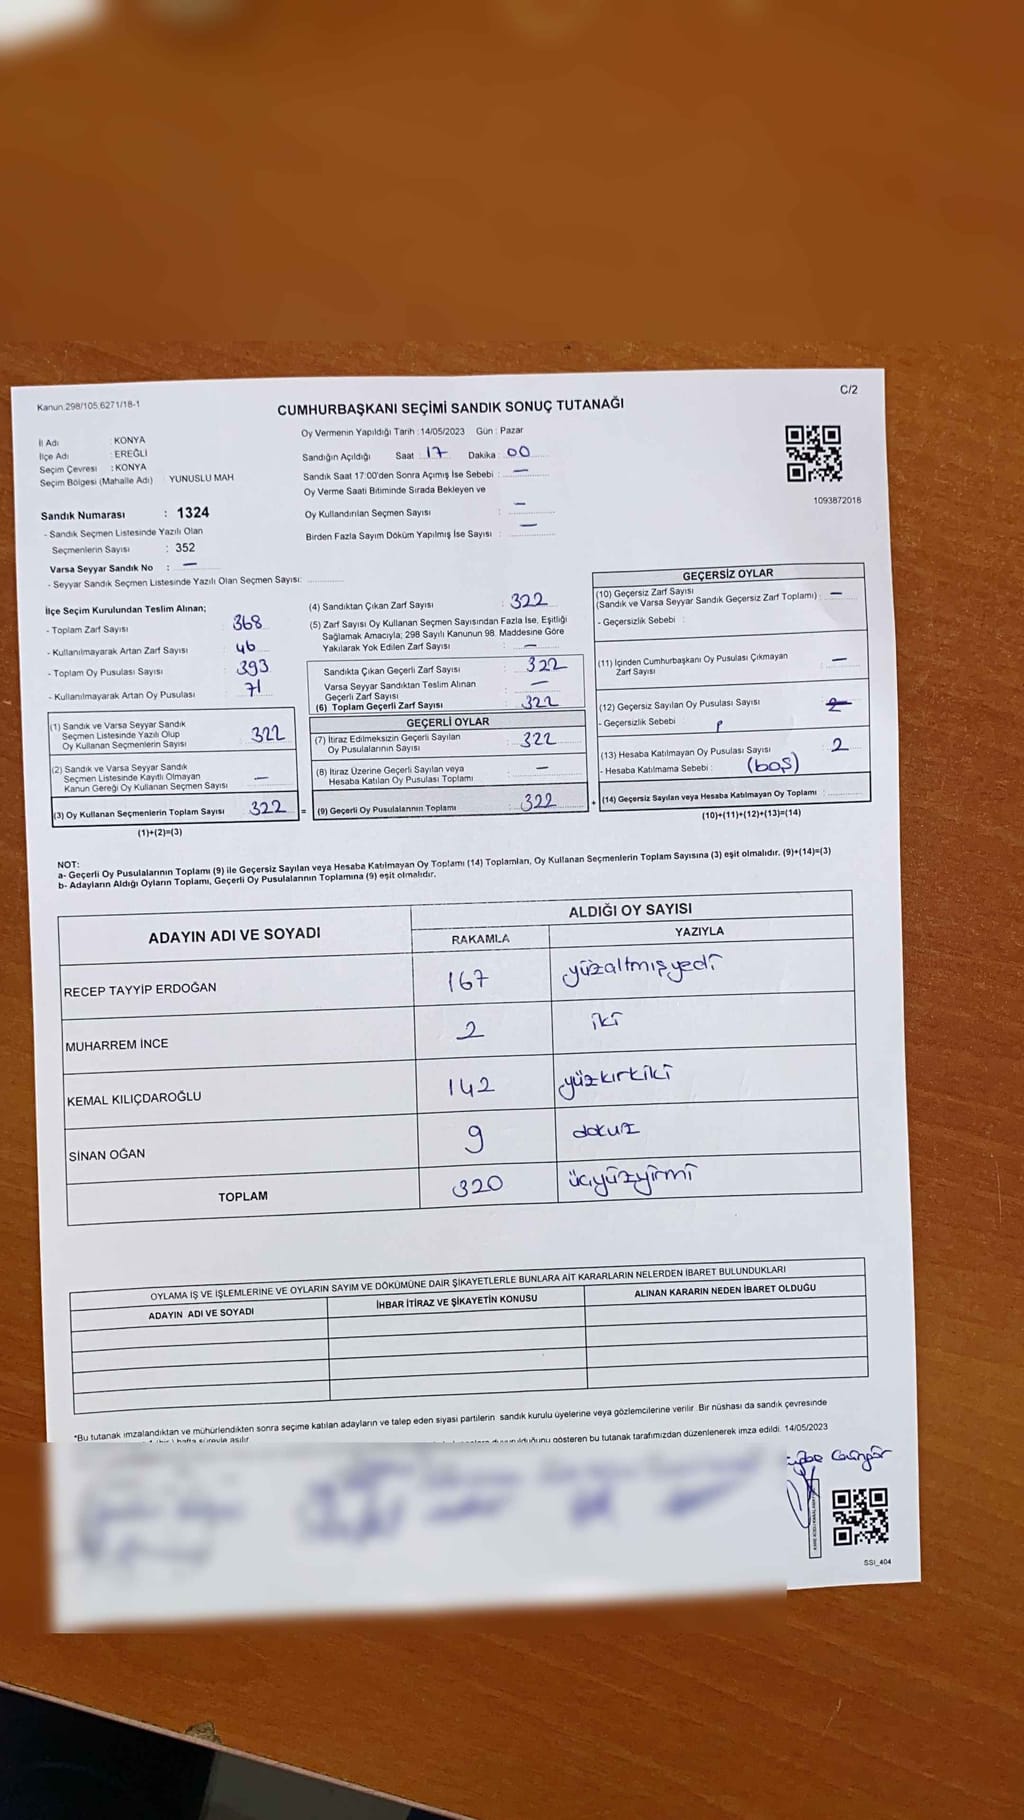 Kanun 298/105,6271/18-1
C/2
CUMHURBAŞKANI SEÇİMİ SANDIK SONUÇ TUTANAĞI
İl Adı : KONYA
İlçe Adı : EREĞLİ
Seçim Çevresi : KONYA
Seçim Bölgesi (Mahalle Adı) YUNUSLU MAH
Sandık Numarası : 1324
- Sandık Seçmen Listesinde Yazılı Olan
Seçmenlerin Sayısı : 352
Varsa Seyyar Sandık No : —
- Seyyar Sandık Seçmen Listesinde Yazılı Olan Seçmen Sayısı:
Oy Vermenin Yapıldığı Tarih : 14/05/2023 Gün : Pazar
Sandığın Açıldığı Saat : 17 Dakika : 00
Sandık Saat 17:00'den Sonra Açımış İse Sebebi : —
Oy Verme Saati Bitiminde Sırada Bekleyen ve
Oy Kullandırılan Seçmen Sayısı : —
Birden Fazla Sayım Döküm Yapılmış İse Sayısı : —
1093872018
İlçe Seçim Kurulundan Teslim Alınan;
- Toplam Zarf Sayısı : 368
- Kullanılmayarak Artan Zarf Sayısı : 46
- Toplam Oy Pusulası Sayısı : 393
- Kullanılmayarak Artan Oy Pusulası : 71
(1) Sandık ve Varsa Seyyar Sandık
Seçmen Listesinde Yazılı Olup
Oy Kullanan Seçmenlerin Sayısı : 322
(2) Sandık ve Varsa Seyyar Sandık
Seçmen Listesinde Kayıtlı Olmayan
Kanun Gereği Oy Kullanan Seçmen Sayısı : —
(3) Oy Kullanan Seçmenlerin Toplam Sayısı 322 =
(1)+(2)=(3)
(4) Sandıktan Çıkan Zarf Sayısı : 322
(5) Zarf Sayısı Oy Kullanan Seçmen Sayısından Fazla İse, Eşitliği
Sağlamak Amacıyla; 298 Sayılı Kanunun 98. Maddesine Göre
Yakılarak Yok Edilen Zarf Sayısı : —
Sandıkta Çıkan Geçerli Zarf Sayısı : 322
Varsa Seyyar Sandıktan Teslim Alınan
Geçerli Zarf Sayısı : —
(6) Toplam Geçerli Zarf Sayısı : 322
GEÇERLİ OYLAR
(7) İtiraz Edilmeksizin Geçerli Sayılan
Oy Pusulalarının Sayısı : 322
(8) İtiraz Üzerine Geçerli Sayılan veya
Hesaba Katılan Oy Pusulası Toplamı : —
(9) Geçerli Oy Pusulalarının Toplamı : 322 +
GEÇERSİZ OYLAR
(10) Geçersiz Zarf Sayısı
(Sandık ve Varsa Seyyar Sandık Geçersiz Zarf Toplamı) : —
- Geçersizlik Sebebi :
(11) İçinden Cumhurbaşkanı Oy Pusulası Çıkmayan
Zarf Sayısı : —
(12) Geçersiz Sayılan Oy Pusulası Sayısı : 2
- Geçersizlik Sebebi :
(13) Hesaba Katılmayan Oy Pusulası Sayısı : 2
- Hesaba Katılmama Sebebi : (boş)
(14) Geçersiz Sayılan veya Hesaba Katılmayan Oy Toplamı :
(10)+(11)+(12)+(13)=(14)
NOT:
a- Geçerli Oy Pusulalarının Toplamı (9) ile Geçersiz Sayılan veya Hesaba Katılmayan Oy Toplamı (14) Toplamları, Oy Kullanan Seçmenlerin Toplam Sayısına (3) eşit olmalıdır. (9)+(14)=(3)
b- Adayların Aldığı Oyların Toplamı, Geçerli Oy Pusulalarının Toplamına (9) eşit olmalıdır.
ADAYIN ADI VE SOYADI ALDIĞI OY SAYISI
RAKAMLA YAZIYLA
RECEP TAYYİP ERDOĞAN 167 yüzaltmışyedi
MUHARREM İNCE 2 iki
KEMAL KILIÇDAROĞLU 142 yüzkırkiki
SİNAN OĞAN 9 dokuz
TOPLAM 320 üçyüzyirmi
OYLAMA İŞ VE İŞLEMLERİNE VE OYLARIN SAYIM VE DÖKÜMÜNE DAİR ŞİKAYETLERLE BUNLARA AİT KARARLARIN NELERDEN İBARET BULUNDUKLARI
ADAYIN ADI VE SOYADI İHBAR İTİRAZ VE ŞİKAYETİN KONUSU ALINAN KARARIN NEDEN İBARET OLDUĞU
"Bu tutanak imzalandıktan ve mühürlendikten sonra seçime katılan adayların ve talep eden siyasi partilerin sandık kurulu üyelerine veya gözlemcilerine verilir. Bir nüshası da sandık çevresinde
hafta süreyle asılır. gösteren bu tutanak tarafımızdan düzenlenerek imza edildi. 14/05/2023
SSI_404